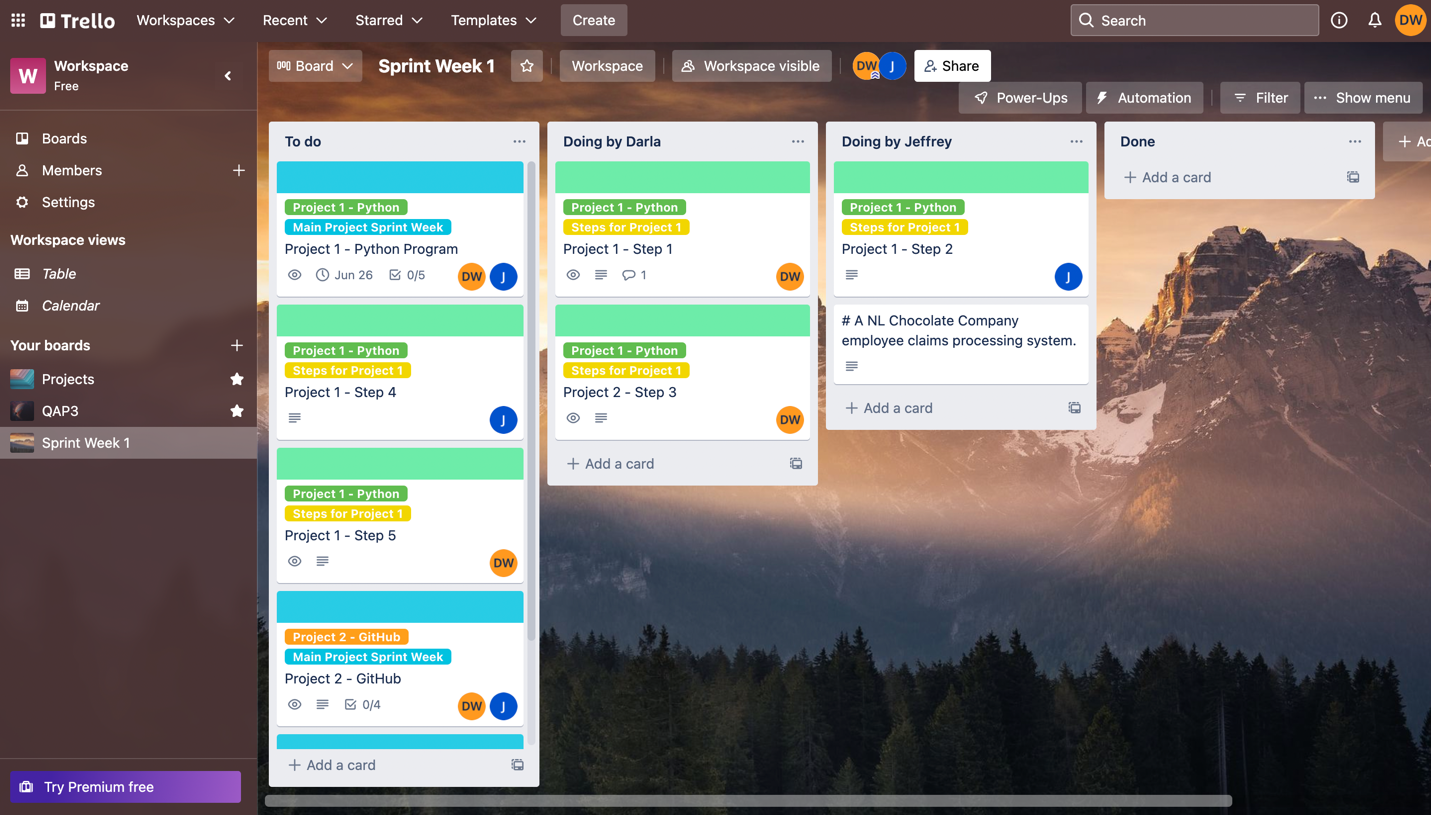 Trello
Workspaces
Recent
Starred
Templates
Create
Search
DW
W
Workspace
Free
Boards
Members
Settings
Workspace views
Table
Calendar
Your boards
Projects
QAP3
Sprint Week 1
Try Premium free
Board
Sprint Week 1
Workspace
Workspace visible
DW
J
Share
Power-Ups
Automation
Filter
Show menu
To do
Project 1 - Python
Main Project Sprint Week
Project 1 - Python Program
Jun 26
0/5
DW
J
Project 1 - Python
Steps for Project 1
Project 1 - Step 4
J
Project 1 - Python
Steps for Project 1
Project 1 - Step 5
DW
Project 2 - GitHub
Main Project Sprint Week
Project 2 - GitHub
0/4
DW
J
+ Add a card
Doing by Darla
Project 1 - Python
Steps for Project 1
Project 1 - Step 1
1
DW
Project 1 - Python
Steps for Project 1
Project 2 - Step 3
DW
+ Add a card
Doing by Jeffrey
Project 1 - Python
Steps for Project 1
Project 1 - Step 2
J
# A NL Chocolate Company
employee claims processing system.
+ Add a card
Done
+ Add a card